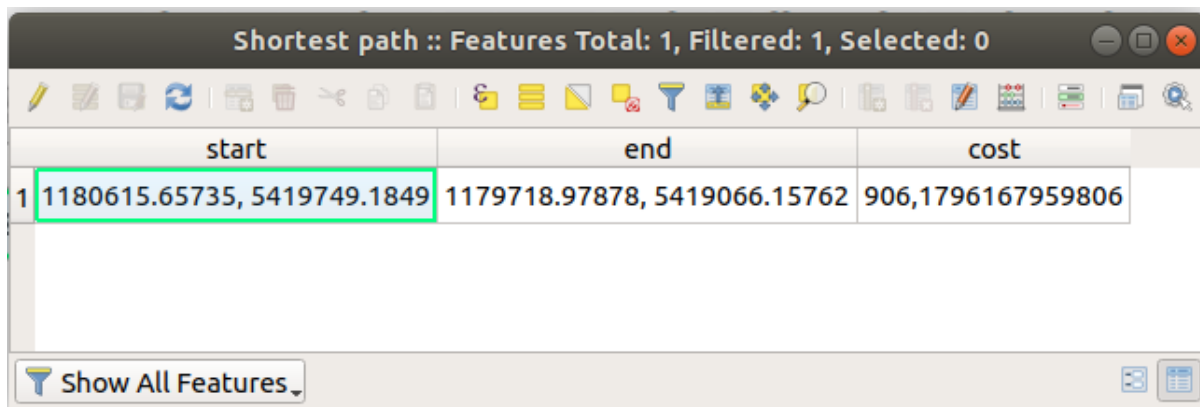 Shortest path :: Features Total: 1, Filtered: 1, Selected: 0
start end cost
1 1180615.65735, 5419749.1849 1179718.97878, 5419066.15762 906,1796167959806
Show All Features